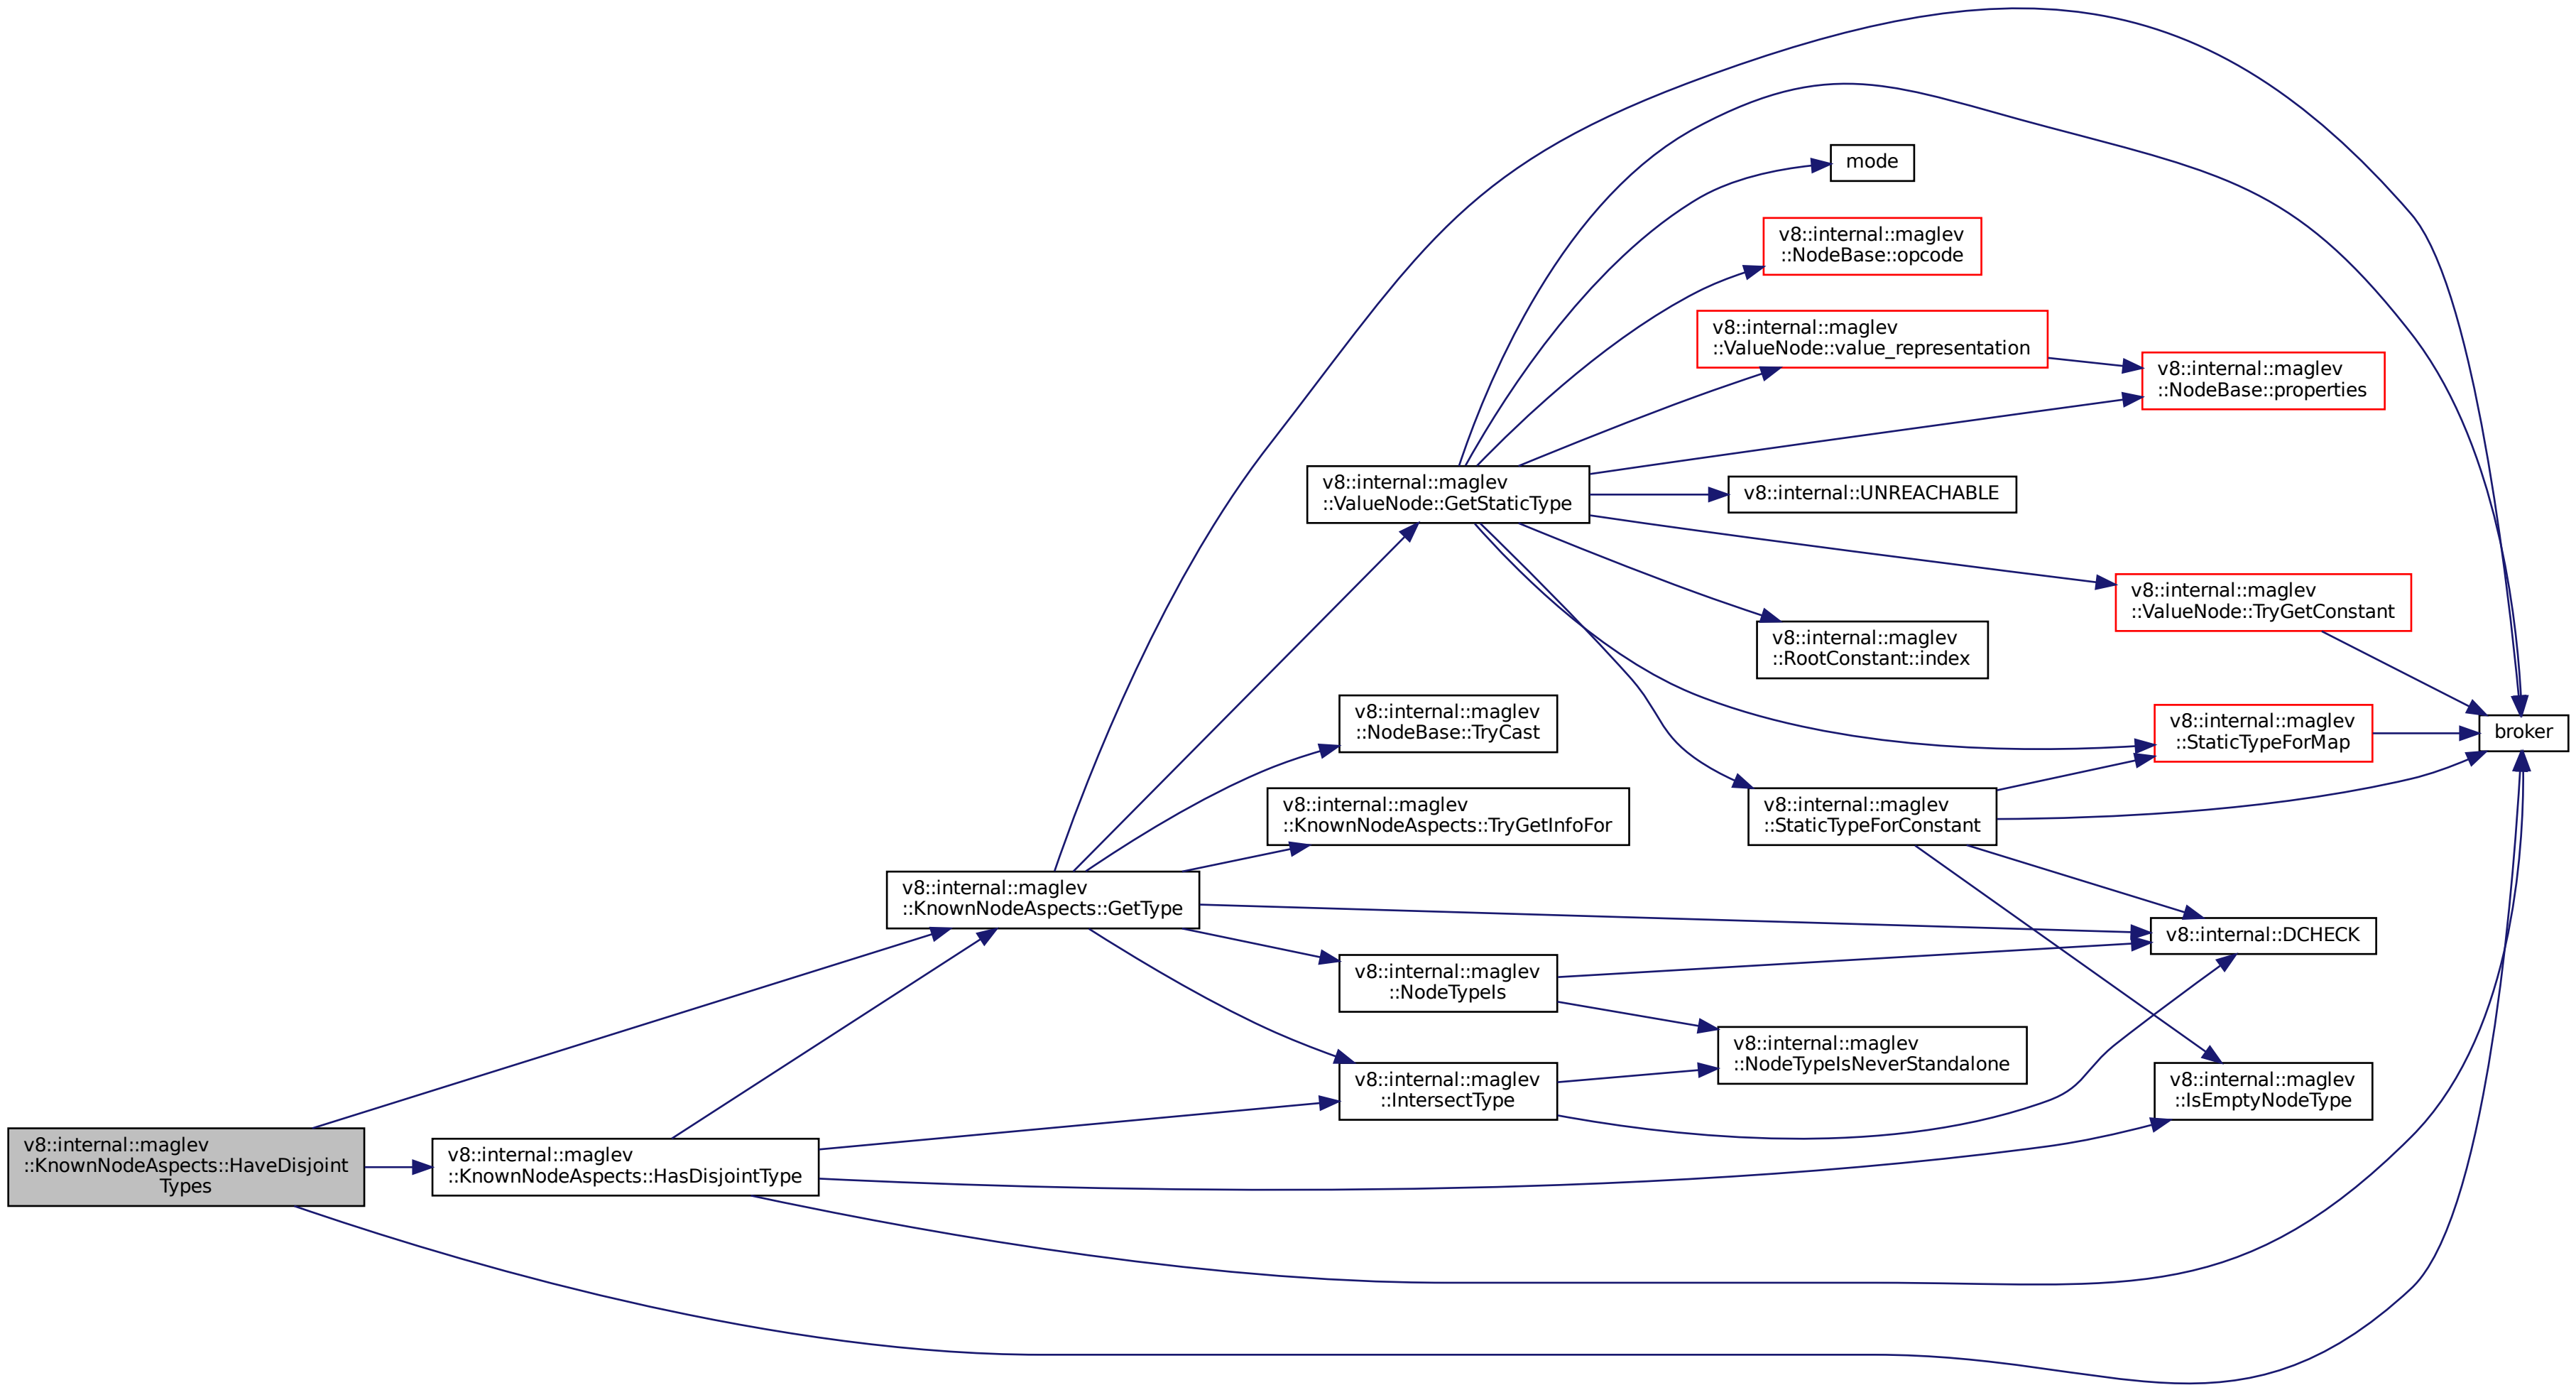 mode
v8::internal::maglev
::NodeBase::opcode
v8::internal::maglev
::ValueNode::value_representation
v8::internal::maglev
::NodeBase::properties
v8::internal::maglev
::ValueNode::GetStaticType
v8::internal::UNREACHABLE
v8::internal::maglev
::ValueNode::TryGetConstant
v8::internal::maglev
::RootConstant::index
v8::internal::maglev
::NodeBase::TryCast
v8::internal::maglev
::StaticTypeForMap
broker
v8::internal::maglev
::KnownNodeAspects::TryGetInfoFor
v8::internal::maglev
::StaticTypeForConstant
v8::internal::maglev
::KnownNodeAspects::GetType
v8::internal::DCHECK
v8::internal::maglev
::NodeTypeIs
v8::internal::maglev
::NodeTypeIsNeverStandalone
v8::internal::maglev
::IntersectType
v8::internal::maglev
::IsEmptyNodeType
v8::internal::maglev
::KnownNodeAspects::HaveDisjoint
Types
v8::internal::maglev
::KnownNodeAspects::HasDisjointType